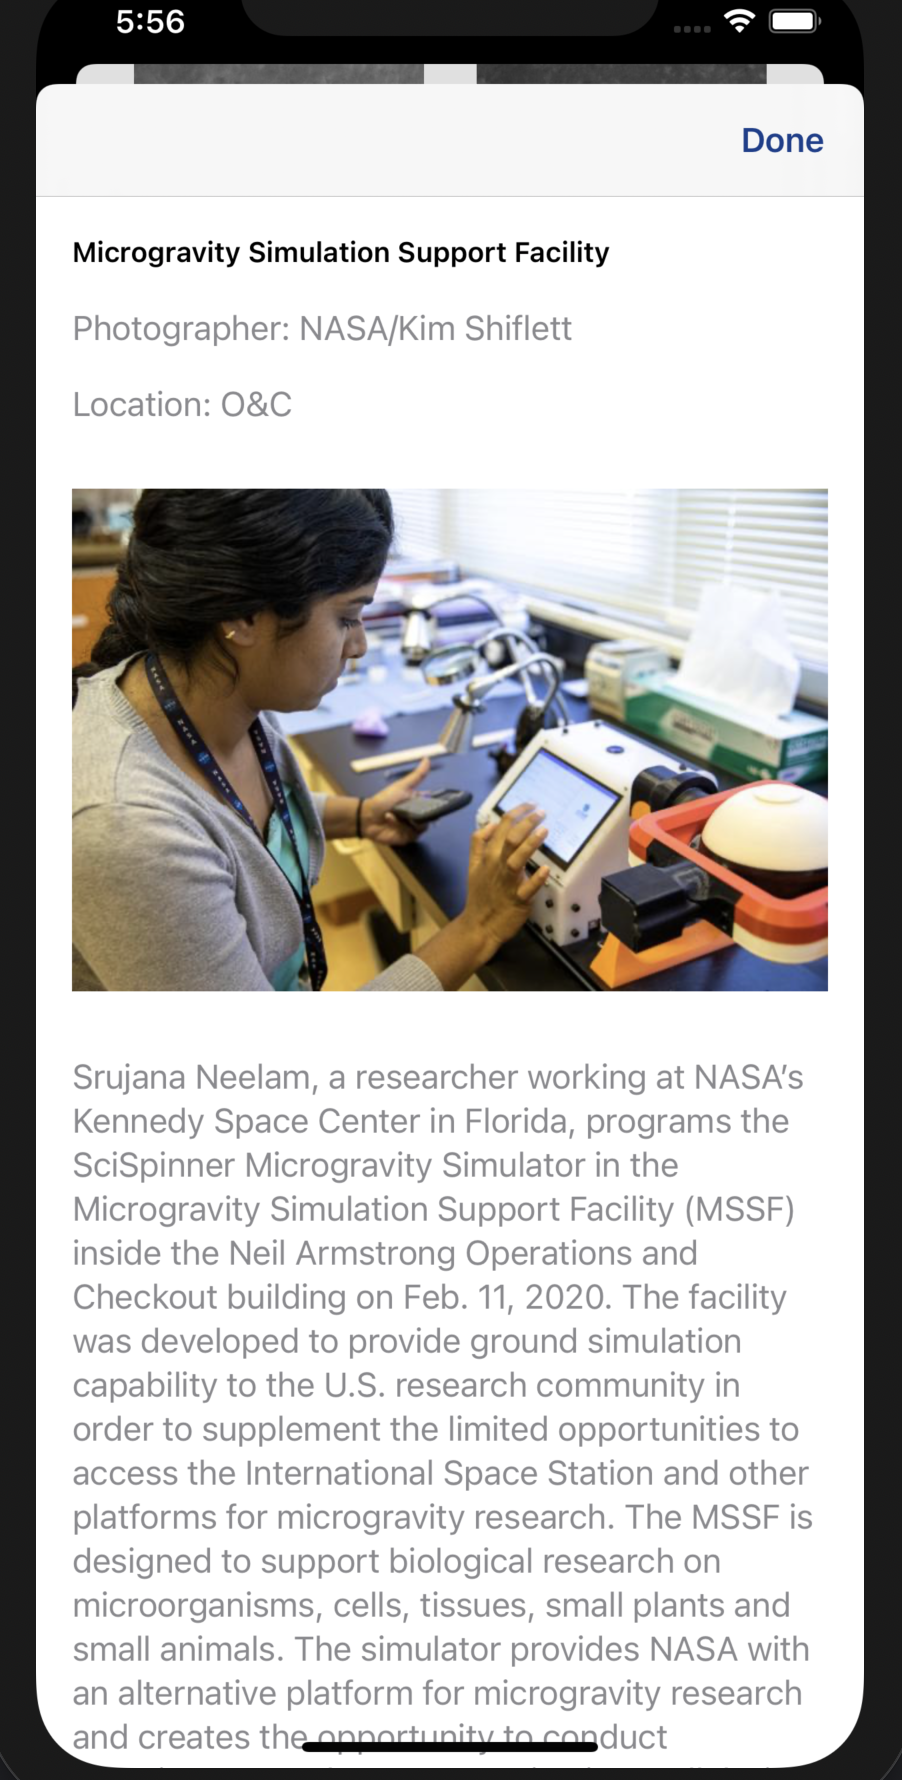 5:56
Done
Microgravity Simulation Support Facility
Photographer: NASA/Kim Shiflett
Location: O&C
Srujana Neelam, a researcher working at NASA’s
Kennedy Space Center in Florida, programs the
SciSpinner Microgravity Simulator in the
Microgravity Simulation Support Facility (MSSF)
inside the Neil Armstrong Operations and
Checkout building on Feb. 11, 2020. The facility
was developed to provide ground simulation
capability to the U.S. research community in
order to supplement the limited opportunities to
access the International Space Station and other
platforms for microgravity research. The MSSF is
designed to support biological research on
microorganisms, cells, tissues, small plants and
small animals. The simulator provides NASA with
an alternative platform for microgravity research
and creates the opportunity to conduct